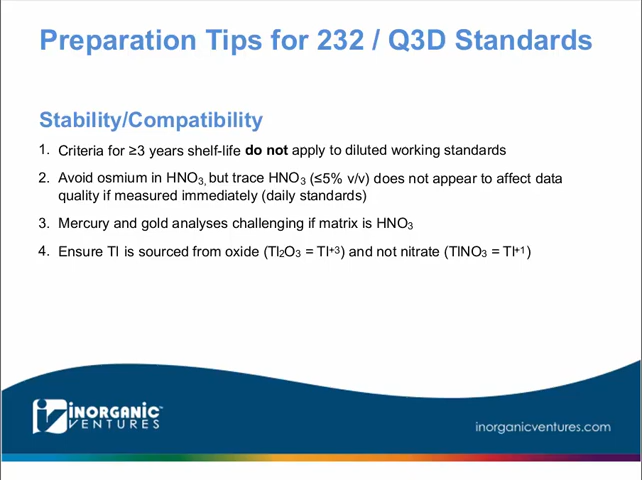 Preparation Tips for 232 / Q3D Standards
Stability/Compatibility
1. Criteria for ≥3 years shelf-life do not apply to diluted working standards
2. Avoid osmium in HNO₃, but trace HNO₃ (≤5% v/v) does not appear to affect data
quality if measured immediately (daily standards)
3. Mercury and gold analyses challenging if matrix is HNO₃
4. Ensure Tl is sourced from oxide (Tl₂O₃ = Tl⁺³) and not nitrate (TlNO₃ = Tl⁺¹)
INORGANIC™
VENTURES
inorganicventures.com